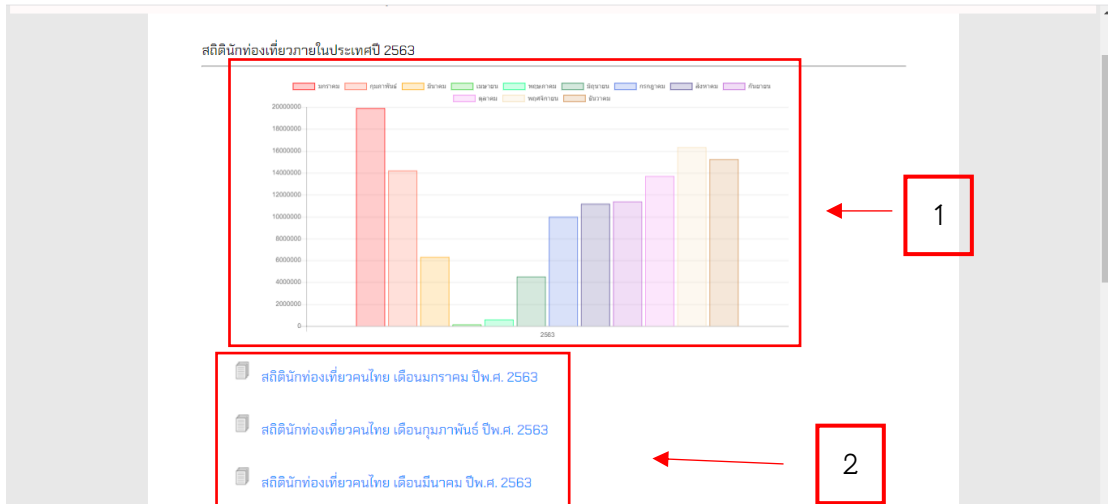 สถิตินักท่องเที่ยวภายในประเทศปี 2563
มกราคม กุมภาพันธ์ มีนาคม เมษายน พฤษภาคม มิถุนายน กรกฎาคม สิงหาคม กันยายน
ตุลาคม พฤศจิกายน ธันวาคม
20000000
18000000
16000000
14000000
12000000
10000000
8000000
6000000
4000000
2000000
0
2563
1
สถิตินักท่องเที่ยวคนไทย เดือนมกราคม ปีพ.ศ. 2563
สถิตินักท่องเที่ยวคนไทย เดือนกุมภาพันธ์ ปีพ.ศ. 2563
2
สถิตินักท่องเที่ยวคนไทย เดือนมีนาคม ปีพ.ศ. 2563